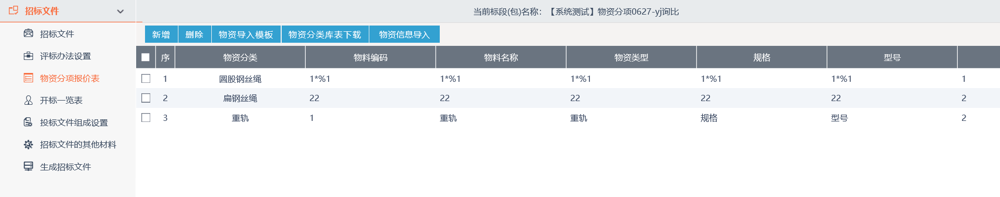 招标文件
当前标段(包)名称：【系统测试】物资分项0627-yj询比
招标文件
评标办法设置
物资分项报价表
开标一览表
投标文件组成设置
招标文件的其他材料
生成招标文件
新增 删除 物资导入模板 物资分类库表下载 物资信息导入
序 物资分类 物料编码 物料名称 物资类型 规格 型号
1 圆股钢丝绳 1*%1 1*%1 1*%1 1*%1 1*%1 1
2 扁钢丝绳 22 22 22 22 22 2
3 重轨 1 重轨 重轨 规格 型号 2